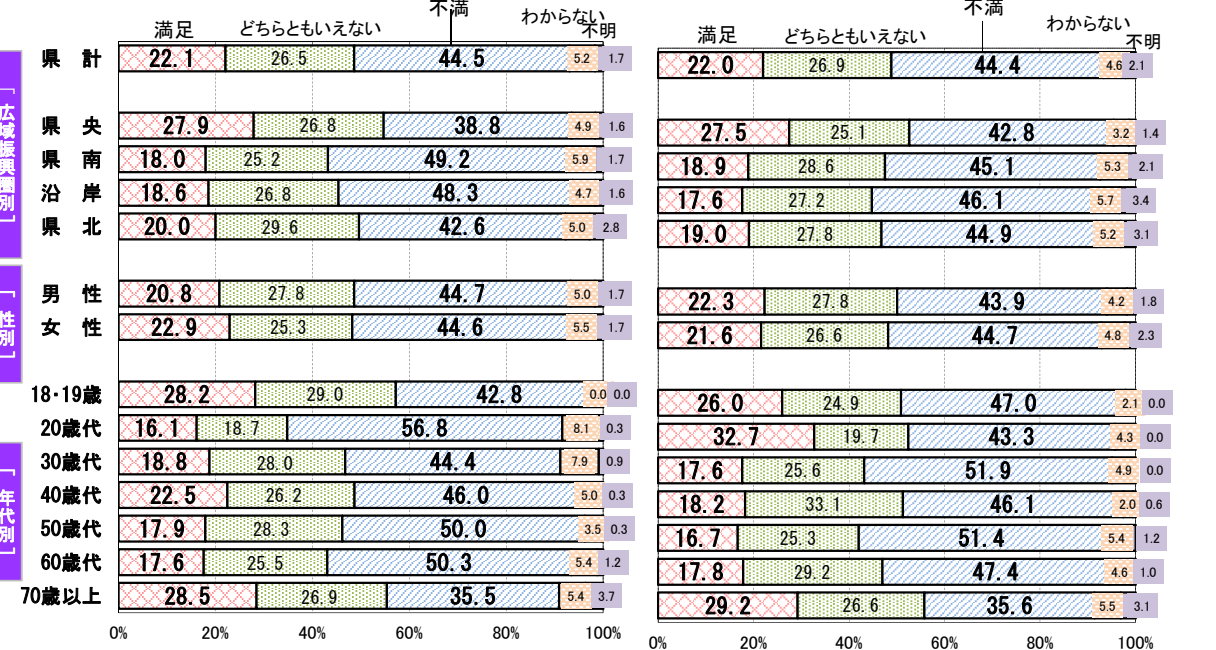 不満 不満
満足 どちらともいえない わからない 不明 満足 どちらともいえない わからない 不明
県 計 22.1 26.5 44.5 5.2 1.7 22.0 26.9 44.4 4.6 2.1
［広域振興圏別］
県 央 27.9 26.8 38.8 4.9 1.6 27.5 25.1 42.8 3.2 1.4
県 南 18.0 25.2 49.2 5.9 1.7 18.9 28.6 45.1 5.3 2.1
沿 岸 18.6 26.8 48.3 4.7 1.6 17.6 27.2 46.1 5.7 3.4
県 北 20.0 29.6 42.6 5.0 2.8 19.0 27.8 44.9 5.2 3.1
［性別］
男 性 20.8 27.8 44.7 5.0 1.7 22.3 27.8 43.9 4.2 1.8
女 性 22.9 25.3 44.6 5.5 1.7 21.6 26.6 44.7 4.8 2.3
［年代別］
18･19歳 28.2 29.0 42.8 0.0 0.0 26.0 24.9 47.0 2.1 0.0
20歳代 16.1 18.7 56.8 8.1 0.3 32.7 19.7 43.3 4.3 0.0
30歳代 18.8 28.0 44.4 7.9 0.9 17.6 25.6 51.9 4.9 0.0
40歳代 22.5 26.2 46.0 5.0 0.3 18.2 33.1 46.1 2.0 0.6
50歳代 17.9 28.3 50.0 3.5 0.3 16.7 25.3 51.4 5.4 1.2
60歳代 17.6 25.5 50.3 5.4 1.2 17.8 29.2 47.4 4.6 1.0
70歳以上 28.5 26.9 35.5 5.4 3.7 29.2 26.6 35.6 5.5 3.1
0% 20% 40% 60% 80% 100% 0% 20% 40% 60% 80% 100%